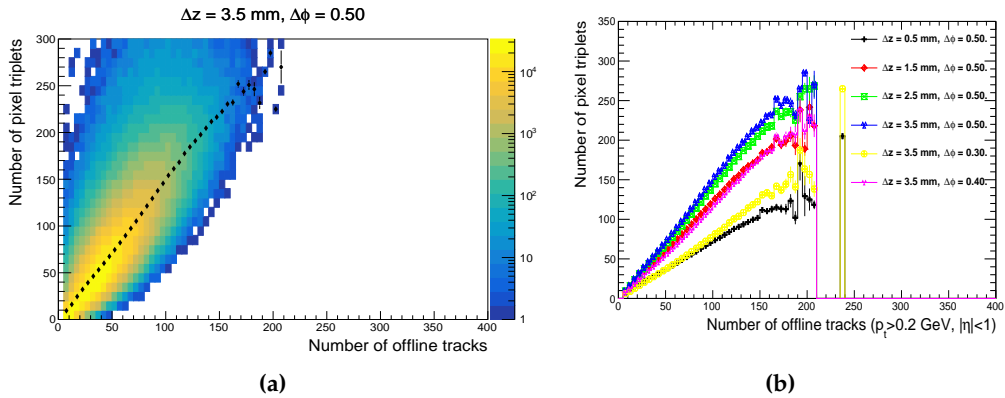 Δz = 3.5 mm, Δϕ = 0.50
Number of pixel triplets
300
250
200
150
100
50
0
0 50 100 150 200 250 300 350 400
Number of offline tracks
10⁴
10³
10²
10
1
(a)
Number of pixel triplets
350
300
250
200
150
100
50
0
0 50 100 150 200 250 300 350 400
Number of offline tracks (pₜ>0.2 GeV, |η|<1)
Δz = 0.5 mm, Δϕ = 0.50.
Δz = 1.5 mm, Δϕ = 0.50.
Δz = 2.5 mm, Δϕ = 0.50.
Δz = 3.5 mm, Δϕ = 0.50.
Δz = 3.5 mm, Δϕ = 0.30.
Δz = 3.5 mm, Δϕ = 0.40.
(b)